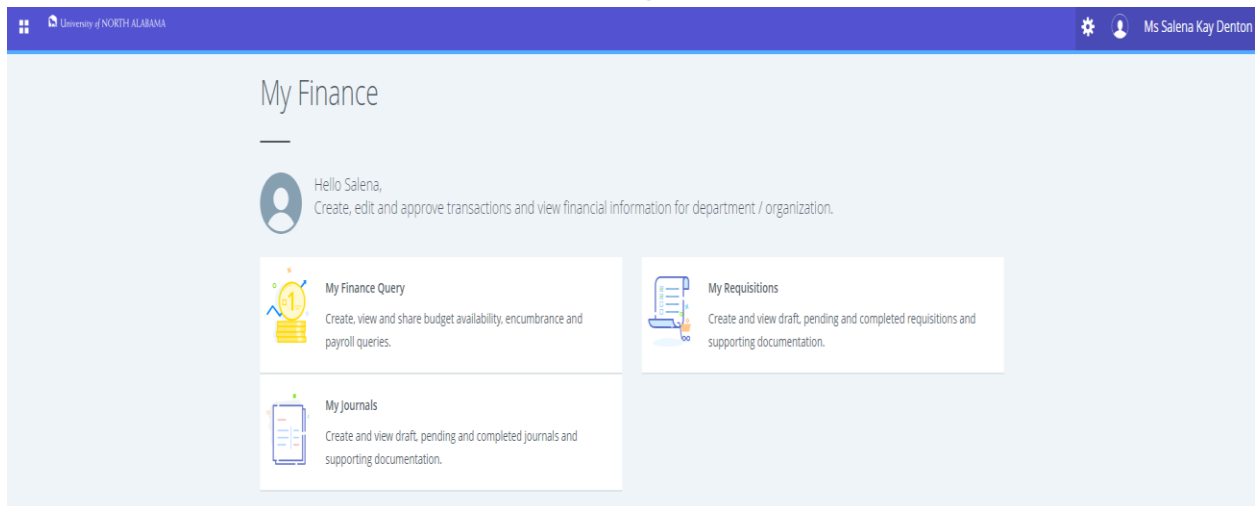 University of NORTH ALABAMA
Ms Salena Kay Denton
My Finance
Hello Salena,
Create, edit and approve transactions and view financial information for department / organization.
My Finance Query
Create, view and share budget availability, encumbrance and
payroll queries.
My Requisitions
Create and view draft, pending and completed requisitions and
supporting documentation.
My Journals
Create and view draft, pending and completed journals and
supporting documentation.